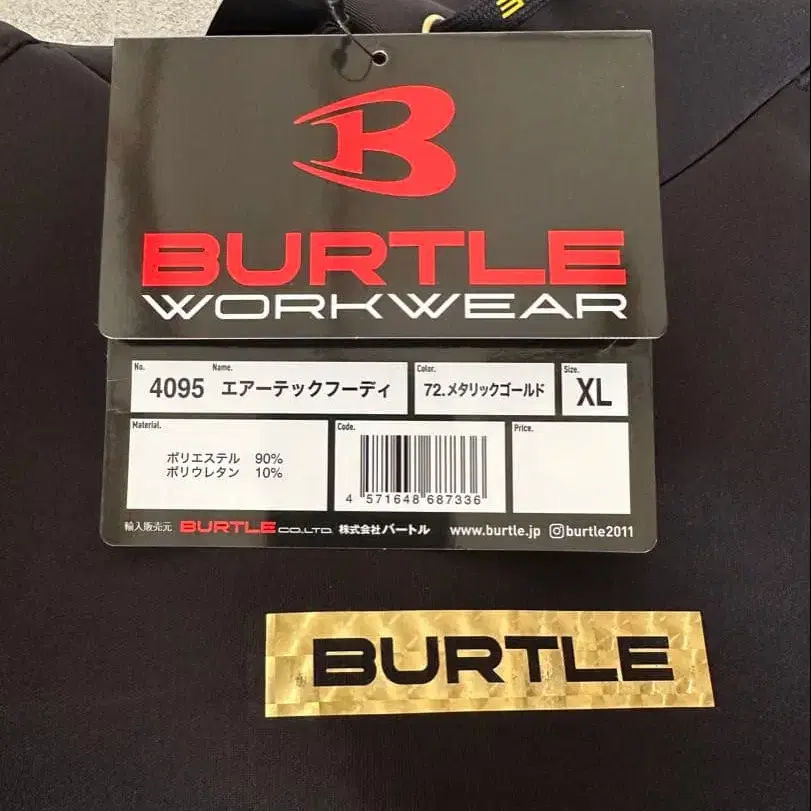 BURTLE
WORKWEAR
No.
4095
Name.
エアーテックフーディ
Color.
72.メタリックゴールド
Size.
XL
Material.
ポリエステル 90%
ポリウレタン 10%
Code.
4 571648 687336
Price.
輸入販売元 BURTLE CO.LTD. 株式会社バートル www.burtle.jp burtle2011
BURTLE